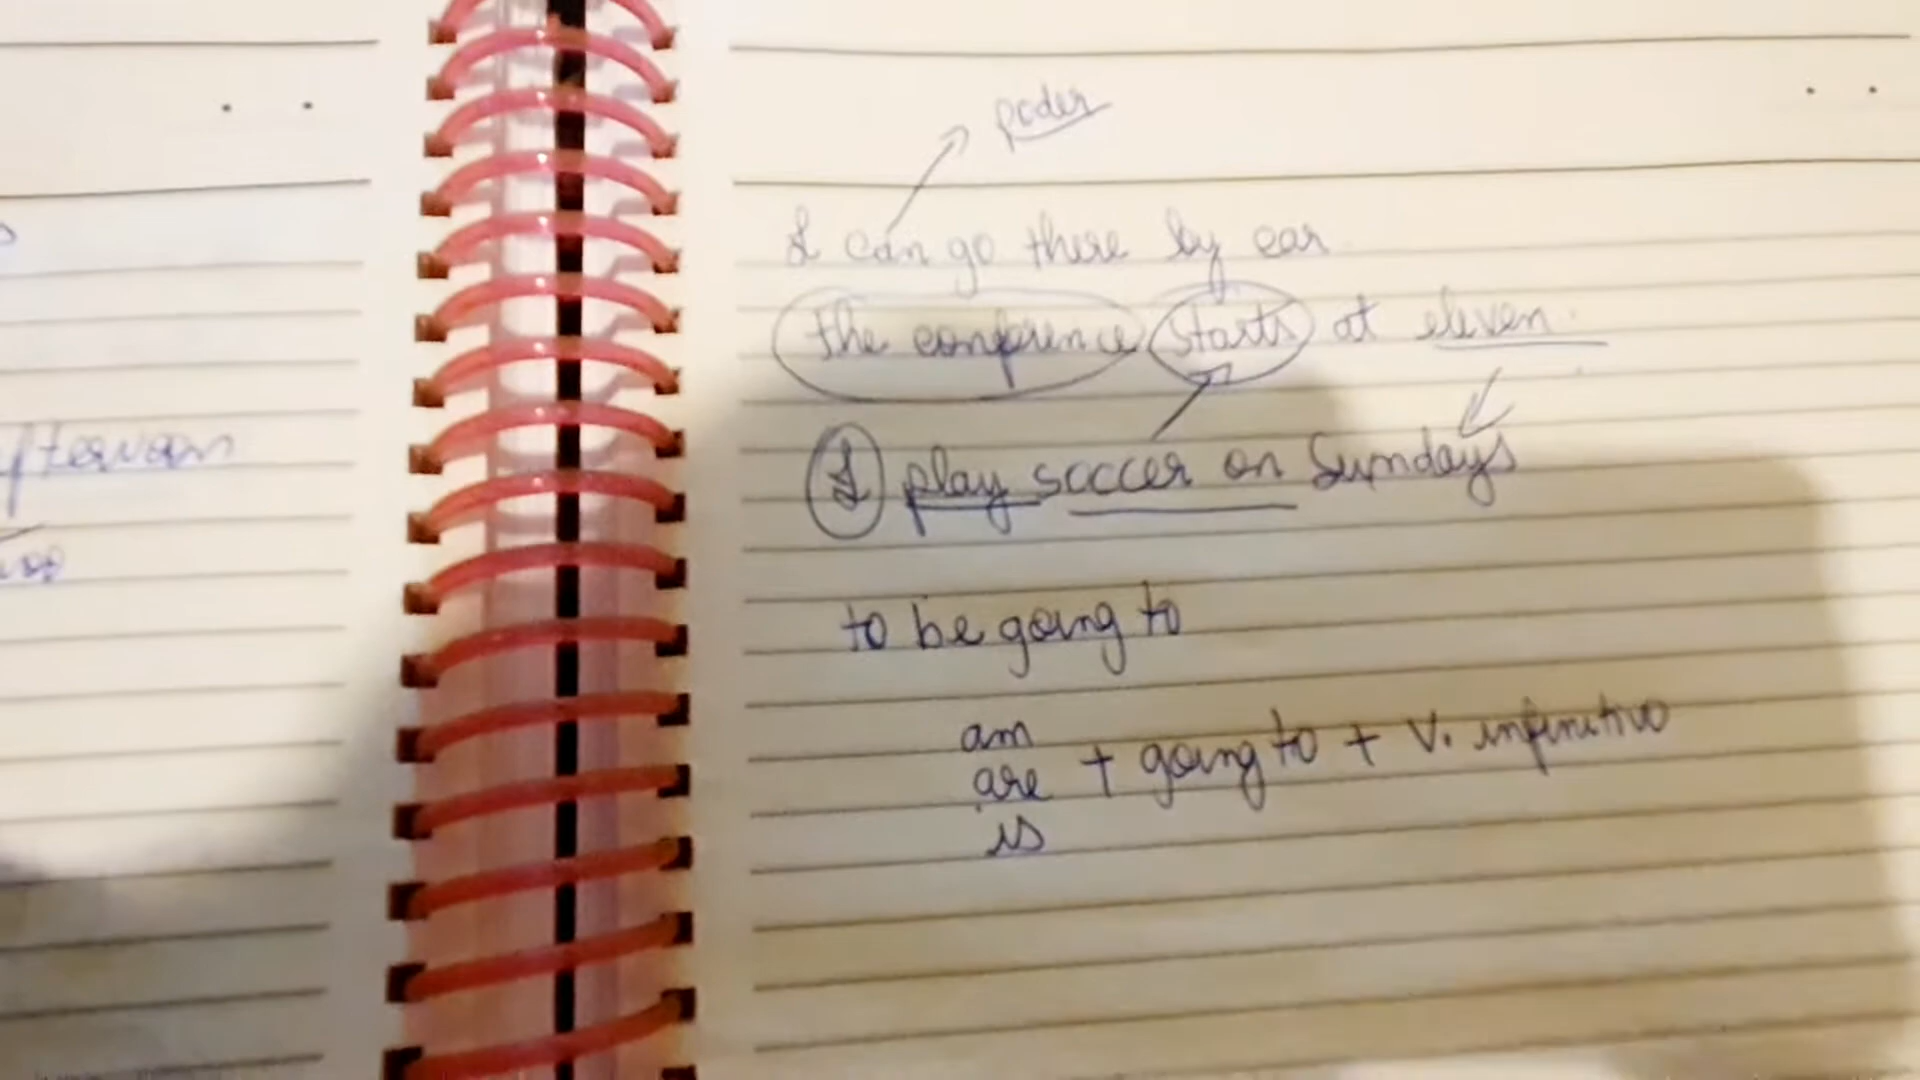 afternoon
poder
I can go there by car
the conference starts at eleven.
I play soccer on Sundays
to be going to
am
are + going to + V. infinitivo
is